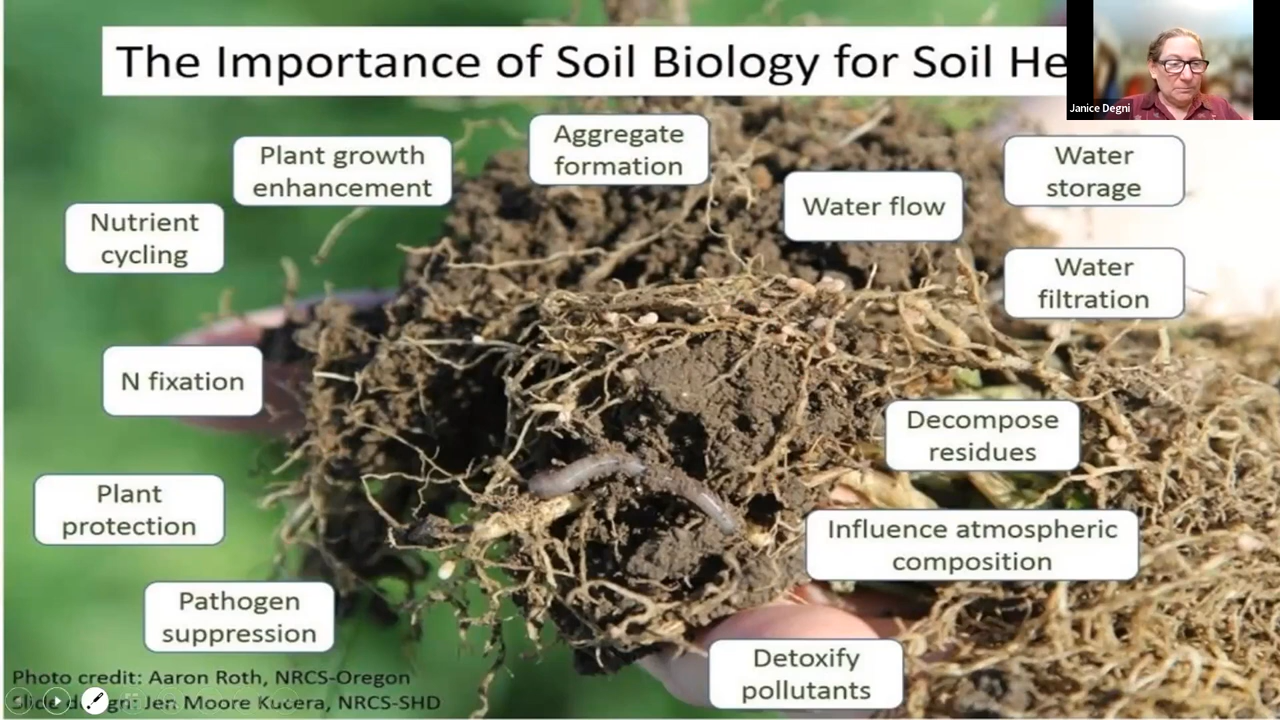 The Importance of Soil Biology for Soil He
Janice Degni
Aggregate
formation
Plant growth
enhancement
Water
storage
Water flow
Nutrient
cycling
Water
filtration
N fixation
Decompose
residues
Plant
protection
Influence atmospheric
composition
Pathogen
suppression
Detoxify
pollutants
Photo credit: Aaron Roth, NRCS-Oregon
Slide design: Jen Moore Kucera, NRCS-SHD